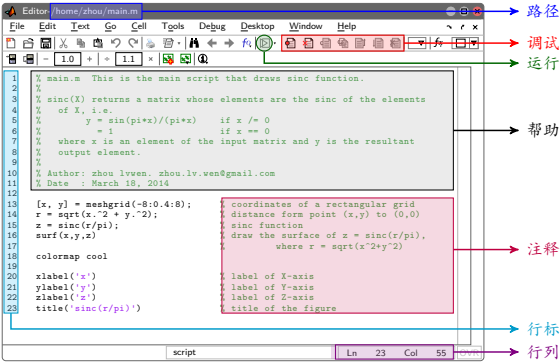 Editor-/home/zhou/main.m
路径
File Edit Text Go Cell Tools Debug Desktop Window Help
调试
运行
1.0
1.1
1 % main.m This is the main script that draws sinc function.
2 %
3 % sinc(X) returns a matrix whose elements are the sinc of the elements
4 % of X, i.e.
5 % y = sin(pi*x)/(pi*x) if x /= 0
6 % = 1 if x == 0
7 % where x is an element of the input matrix and y is the resultant
8 % output element.
9 %
10 % Author: zhou lvwen. zhou.lv.wen@gmail.com
11 % Date : March 18, 2014
帮助
12
13 [x, y] = meshgrid(-8:0.4:8); % coordinates of a rectangular grid
14 r = sqrt(x.^2 + y.^2); % distance form point (x,y) to (0,0)
15 z = sinc(r/pi); % sinc function
16 surf(x,y,z) % draw the surface of z = sinc(r/pi),
17 % where r = sqrt(x^2+y^2)
18 colormap cool
19
20 xlabel('x') % label of X-axis
21 ylabel('y') % label of Y-axis
22 zlabel('z') % label of Z-axis
23 title('sinc(r/pi)') % title of the figure
注释
行标
script Ln 23 Col 55 OVR
行列